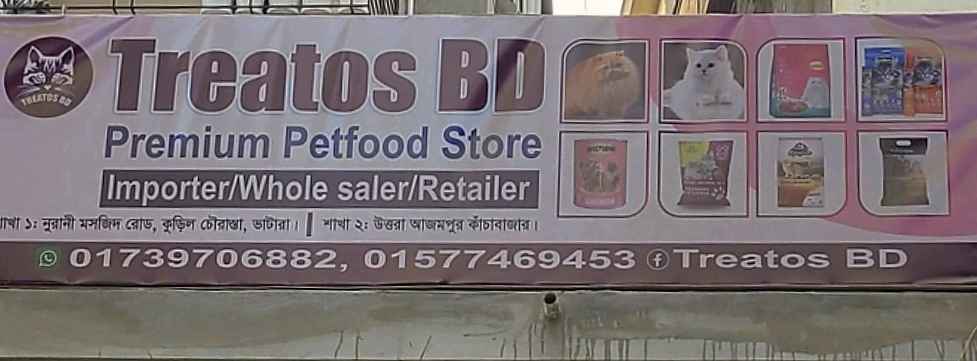 TREATOS BD
Treatos BD
Premium Petfood Store
Importer/Whole saler/Retailer
শাখা ১: নুরানী মসজিদ রোড, কুড়িল চৌরাস্তা, ভাটারা। | শাখা ২: উত্তরা আজমপুর কাঁচাবাজার।
01739706882, 01577469453 Treatos BD